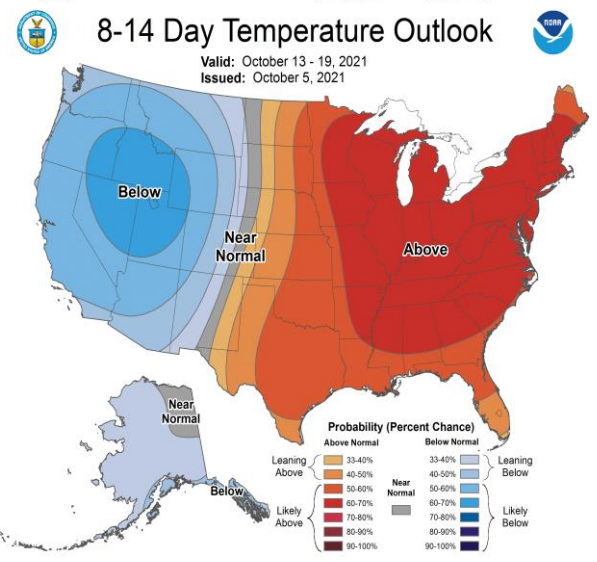 8-14 Day Temperature Outlook
NOAA
Valid: October 13 - 19, 2021
Issued: October 5, 2021
Below
Near
Normal
Above
Near
Normal
Below
Probability (Percent Chance)
Above Normal
Below Normal
Leaning
Above
33-40%
40-50%
Likely
Above
50-60%
60-70%
70-80%
80-90%
90-100%
Near
Normal
33-40%
40-50%
Leaning
Below
50-60%
60-70%
70-80%
80-90%
90-100%
Likely
Below